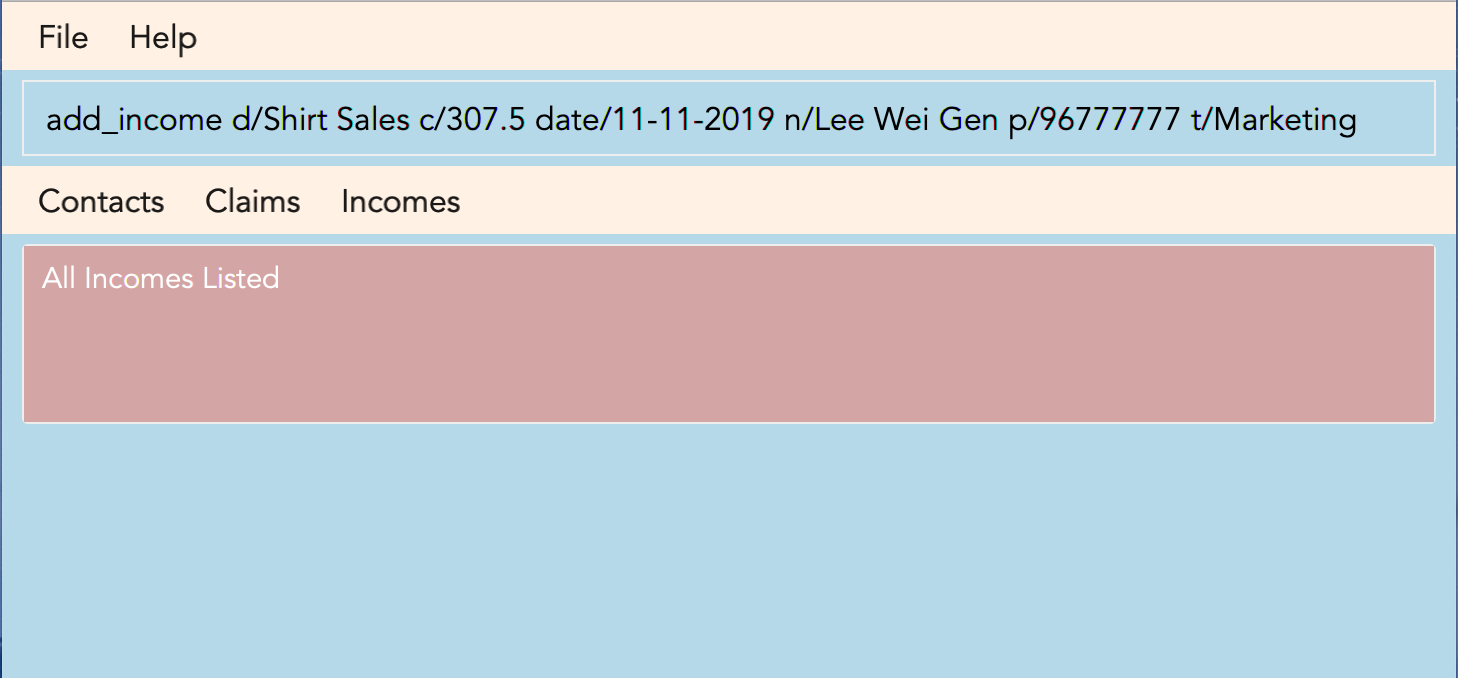 File Help
add_income d/Shirt Sales c/307.5 date/11-11-2019 n/Lee Wei Gen p/96777777 t/Marketing
Contacts Claims Incomes
All Incomes Listed